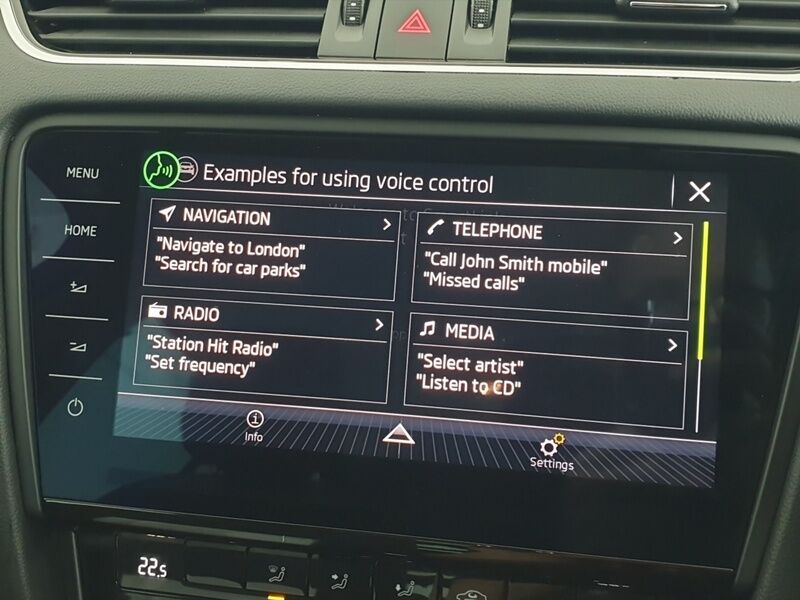 MENU
HOME
Examples for using voice control
NAVIGATION
"Navigate to London"
"Search for car parks"
TELEPHONE
"Call John Smith mobile"
"Missed calls"
RADIO
"Station Hit Radio"
"Set frequency"
MEDIA
"Select artist"
"Listen to CD"
Info
Settings
22.5